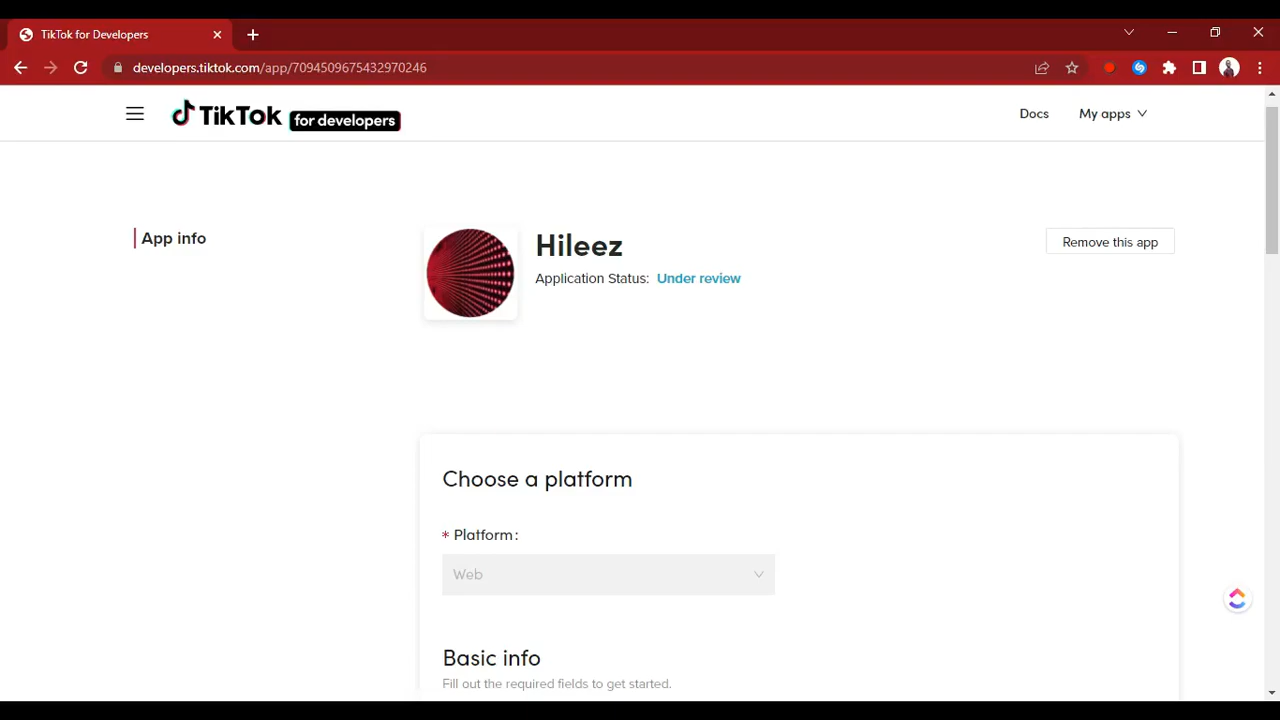 TikTok for Developers
developers.tiktok.com/app/7094509675432970246
TikTok for developers
Docs
My apps
App info
Hileez
Remove this app
Application Status: Under review
Choose a platform
* Platform:
Web
Basic info
Fill out the required fields to get started.